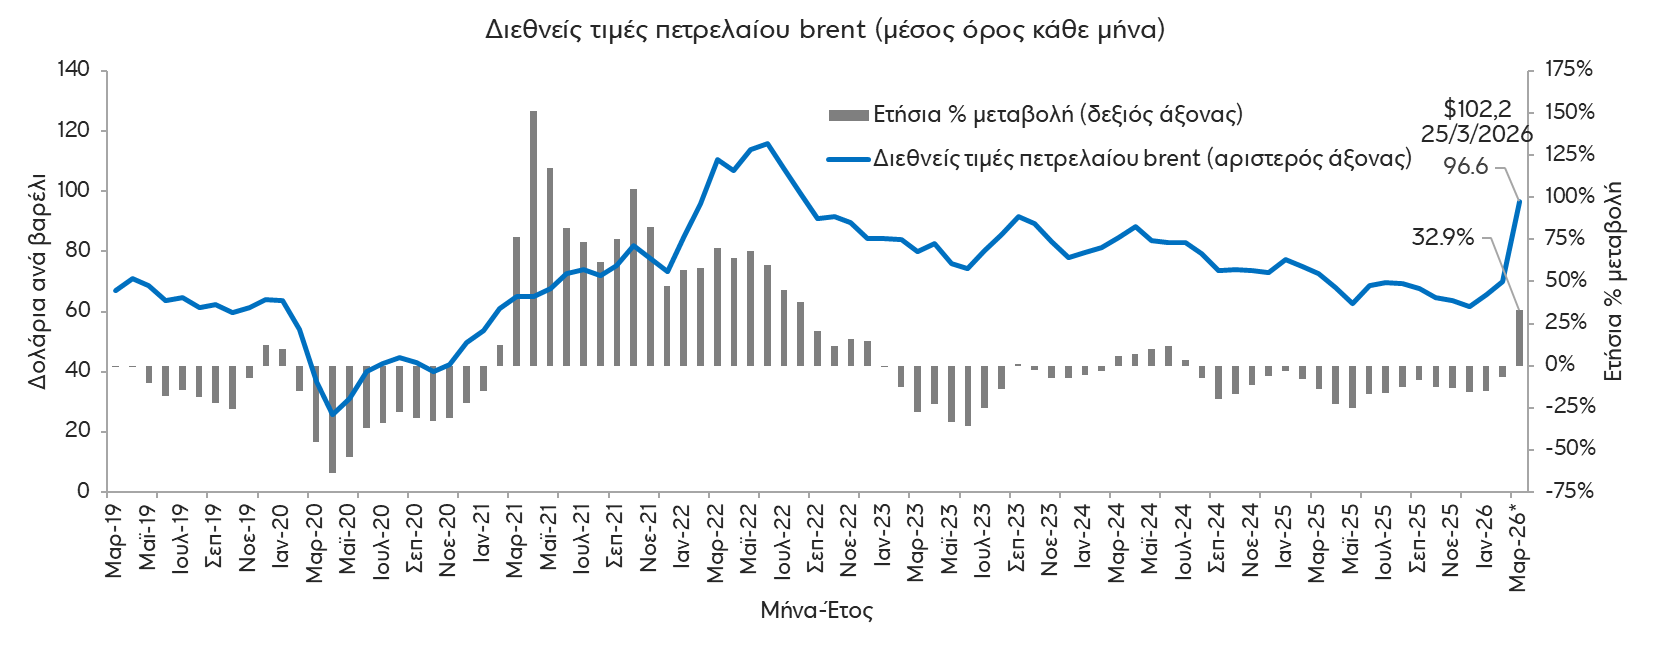 Διεθνείς τιμές πετρελαίου brent (μέσος όρος κάθε μήνα)
Δολάρια ανά βαρέλι
140
120
100
80
60
40
20
0
Ετήσια % μεταβολή (δεξιός άξονας)
Διεθνείς τιμές πετρελαίου brent (αριστερός άξονας)
$102,2
25/3/2026
96.6
32.9%
175%
150%
125%
100%
75%
50%
25%
0%
-25%
-50%
-75%
Ετήσια % μεταβολή
Μαρ-19
Μαϊ-19
Ιουλ-19
Σεπ-19
Νοε-19
Ιαν-20
Μαρ-20
Μαϊ-20
Ιουλ-20
Σεπ-20
Νοε-20
Ιαν-21
Μαρ-21
Μαϊ-21
Ιουλ-21
Σεπ-21
Νοε-21
Ιαν-22
Μαρ-22
Μαϊ-22
Ιουλ-22
Σεπ-22
Νοε-22
Ιαν-23
Μαρ-23
Μαϊ-23
Ιουλ-23
Σεπ-23
Νοε-23
Ιαν-24
Μαρ-24
Μαϊ-24
Ιουλ-24
Σεπ-24
Νοε-24
Ιαν-25
Μαρ-25
Μαϊ-25
Ιουλ-25
Σεπ-25
Νοε-25
Ιαν-26
Μαρ-26*
Μήνα-Έτος